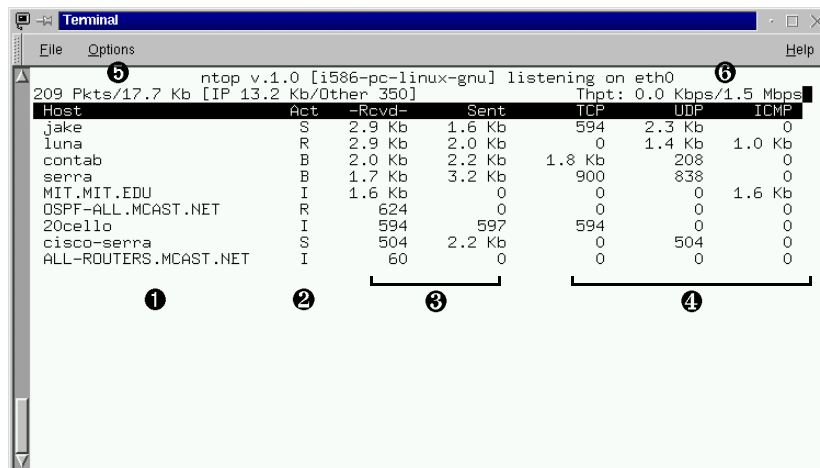 Terminal
File Options Help
❺ ❻
ntop v.1.0 [i586-pc-linux-gnu] listening on eth0
209 Pkts/17.7 Kb [IP 13.2 Kb/Other 350] Thpt: 0.0 Kbps/1.5 Mbps
Host Act -Rcvd- Sent TCP UDP ICMP
jake S 2.9 Kb 1.6 Kb 594 2.3 Kb 0
luna R 2.9 Kb 2.0 Kb 0 1.4 Kb 1.0 Kb
contab B 2.0 Kb 2.2 Kb 1.8 Kb 208 0
serra B 1.7 Kb 3.2 Kb 900 838 0
MIT.MIT.EDU I 1.6 Kb 0 0 0 1.6 Kb
OSPF-ALL.MCAST.NET R 624 0 0 0 0
20cello I 594 597 594 0 0
cisco-serra S 504 2.2 Kb 0 504 0
ALL-ROUTERS.MCAST.NET I 60 0 0 0 0
❶ ❷ ❸ ❹